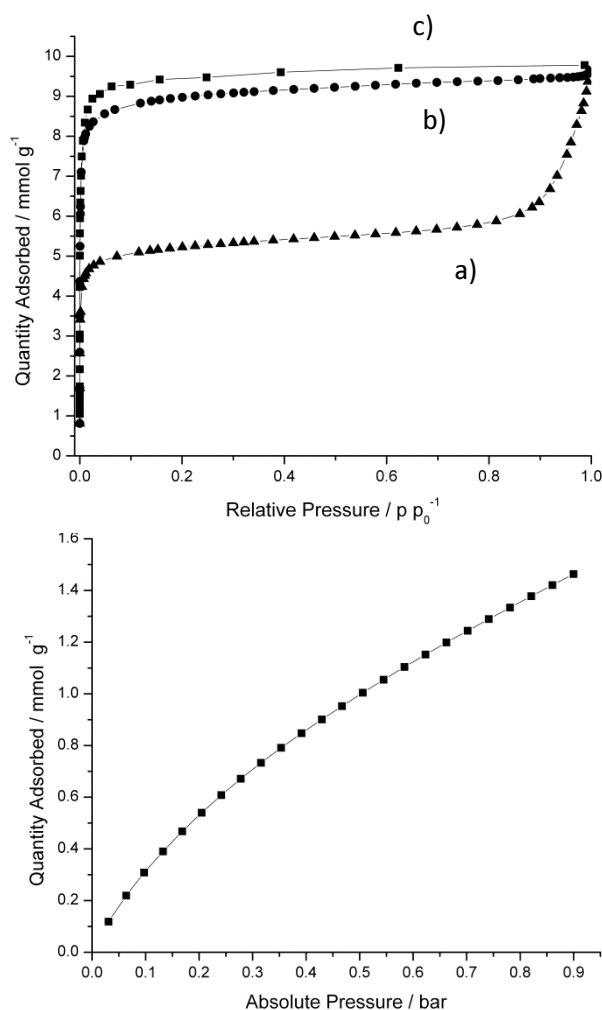 c)
10
9
8
7
6
5
4
3
2
1
0
b)
a)
Quantity Adsorbed / mmol g⁻¹
0.0 0.2 0.4 0.6 0.8 1.0
Relative Pressure / p p₀⁻¹
1.6
1.4
1.2
1.0
0.8
0.6
0.4
0.2
0.0
Quantity Adsorbed / mmol g⁻¹
0.0 0.1 0.2 0.3 0.4 0.5 0.6 0.7 0.8 0.9
Absolute Pressure / bar